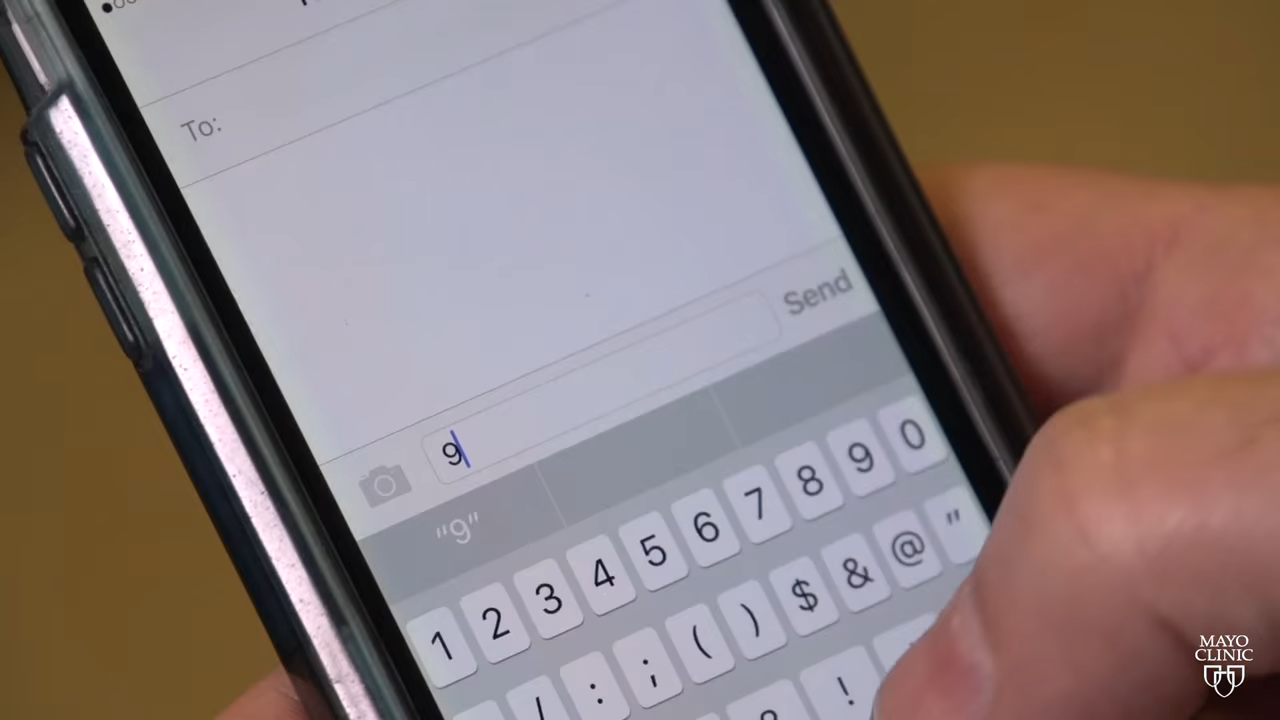 To:
Send
9
"9"
1 2 3 4 5 6 7 8 9 0
/ : ; ( ) $ & @ "
!
MAYO
CLINIC